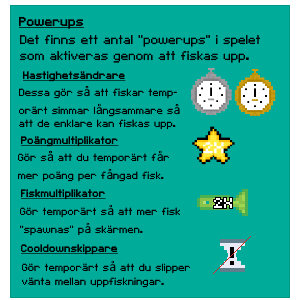 Powerups
Det finns ett antal "powerups" i spelet
som aktiveras genom att fiskas upp.
Hastighetsändrare
Dessa gör så att fiskar temp-
orärt simmar långsammare så
att de enklare kan fiskas upp.
Poängmultiplikator
Gör så att du temporärt får
mer poäng per fångad fisk.
Fiskmultiplikator
Gör temporärt så att mer fisk
"spawnas" på skärmen.
2X
Cooldownskippare
Gör temporärt så att du slipper
vänta mellan uppfiskningar.